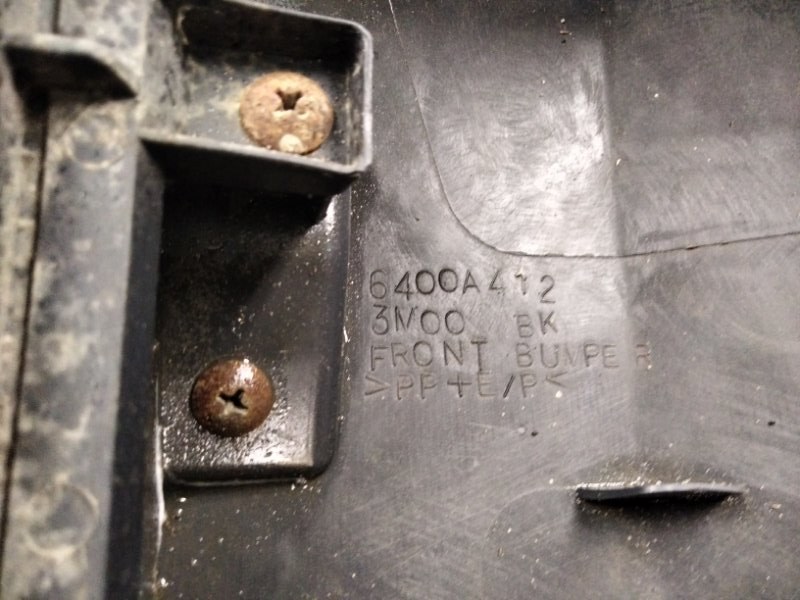 6400A412
3M00 BK
FRONT BUMPER
>PP+E/P<